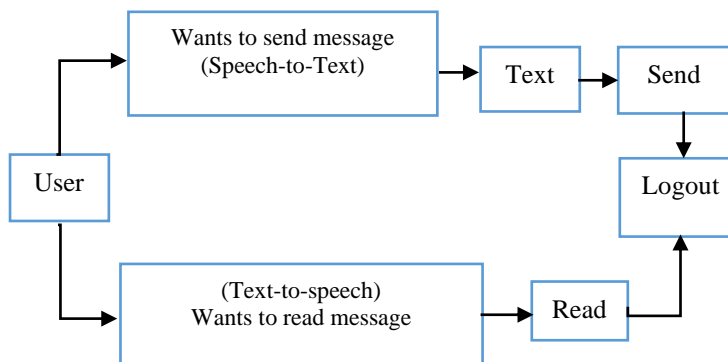 Wants to send message
(Speech-to-Text)
Text
Send
User
Logout
(Text-to-speech)
Wants to read message
Read